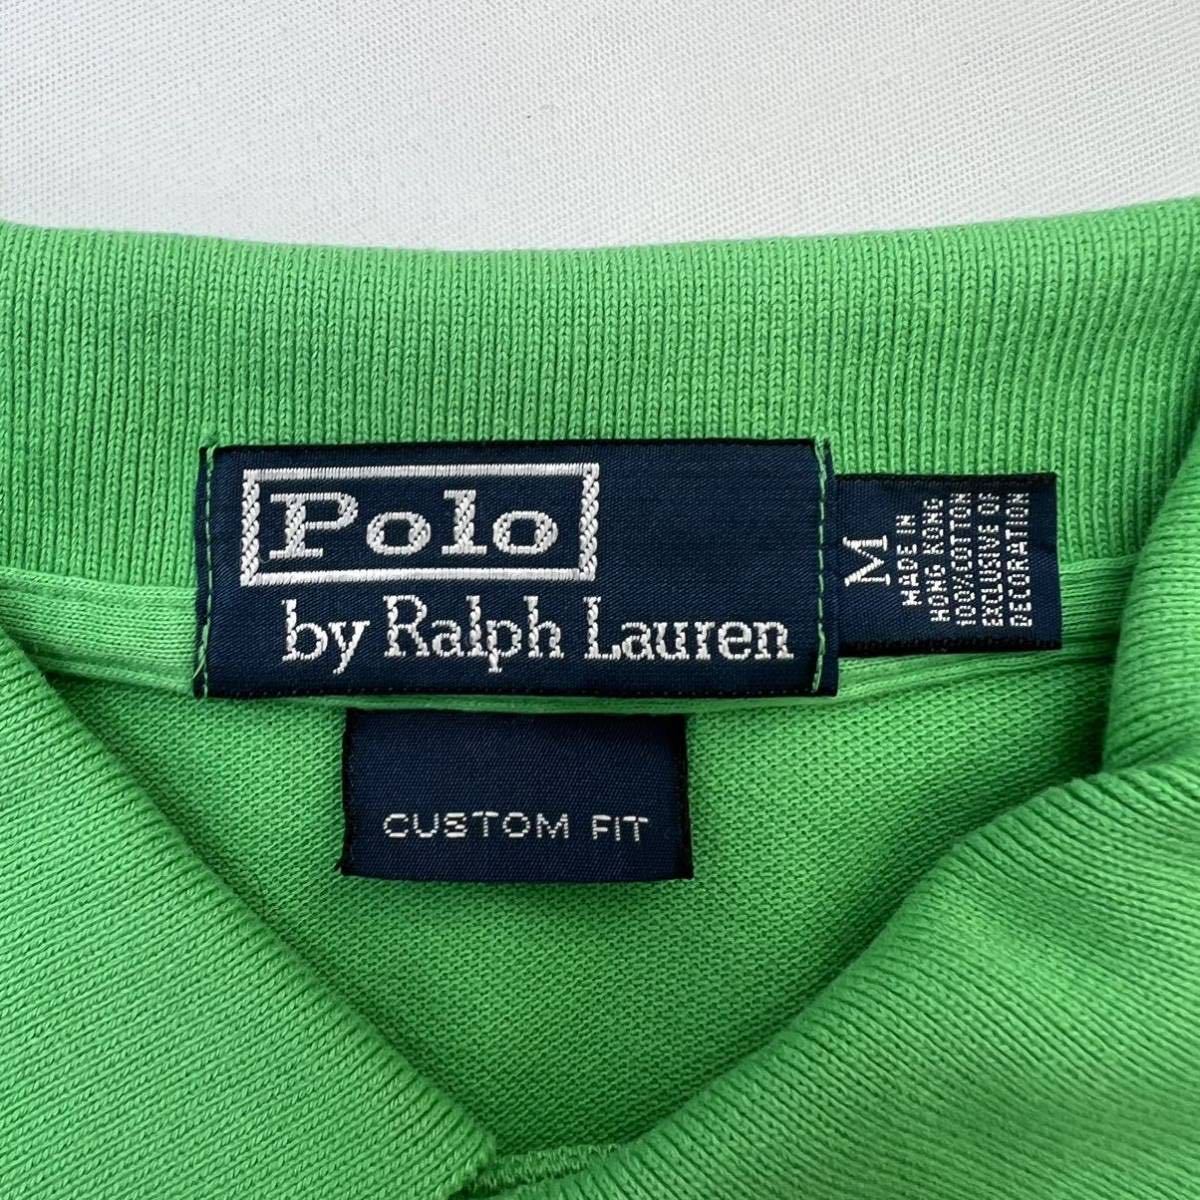 Polo
by Ralph Lauren
M
MADE IN
HONG KONG
100% COTTON
EXCLUSIVE OF
DECORATION
CUSTOM FIT